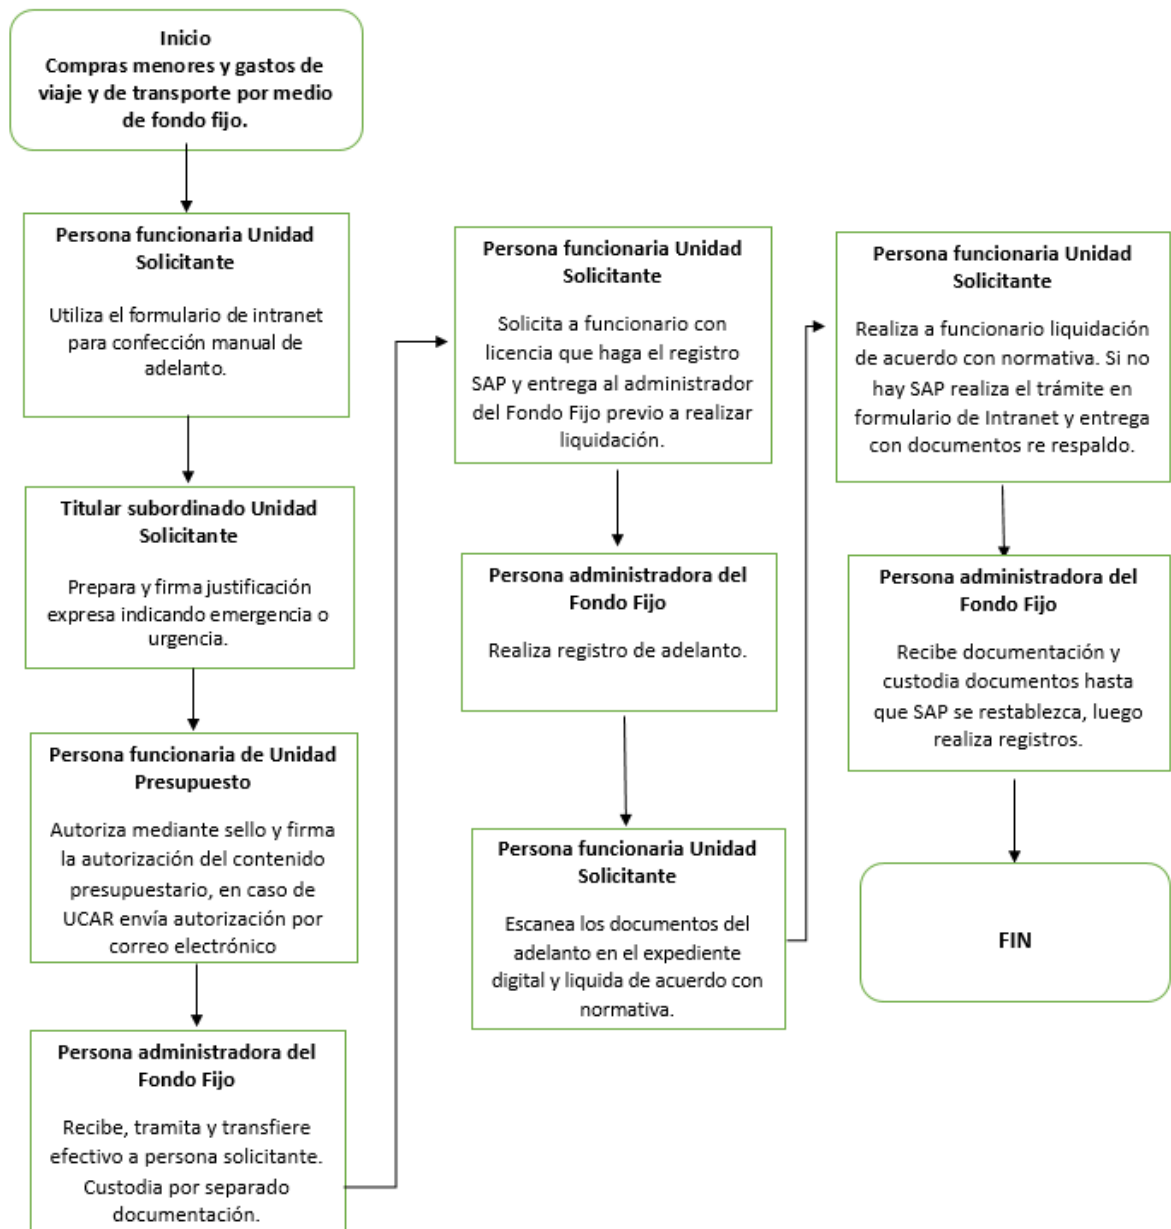 Inicio
Compras menores y gastos de
viaje y de transporte por medio
de fondo fijo.
Persona funcionaria Unidad
Solicitante
Utiliza el formulario de intranet
para confección manual de
adelanto.
Titular subordinado Unidad
Solicitante
Prepara y firma justificación
expresa indicando emergencia o
urgencia.
Persona funcionaria de Unidad
Presupuesto
Autoriza mediante sello y firma
la autorización del contenido
presupuestario, en caso de
UCAR envía autorización por
correo electrónico
Persona administradora del
Fondo Fijo
Recibe, tramita y transfiere
efectivo a persona solicitante.
Custodia por separado
documentación.
Persona funcionaria Unidad
Solicitante
Solicita a funcionario con
licencia que haga el registro
SAP y entrega al administrador
del Fondo Fijo previo a realizar
liquidación.
Persona administradora del
Fondo Fijo
Realiza registro de adelanto.
Persona funcionaria Unidad
Solicitante
Escanea los documentos del
adelanto en el expediente
digital y liquida de acuerdo con
normativa.
Persona funcionaria Unidad
Solicitante
Realiza a funcionario liquidación
de acuerdo con normativa. Si no
hay SAP realiza el trámite en
formulario de Intranet y entrega
con documentos re respaldo.
Persona administradora del
Fondo Fijo
Recibe documentación y
custodia documentos hasta
que SAP se restablezca, luego
realiza registros.
FIN